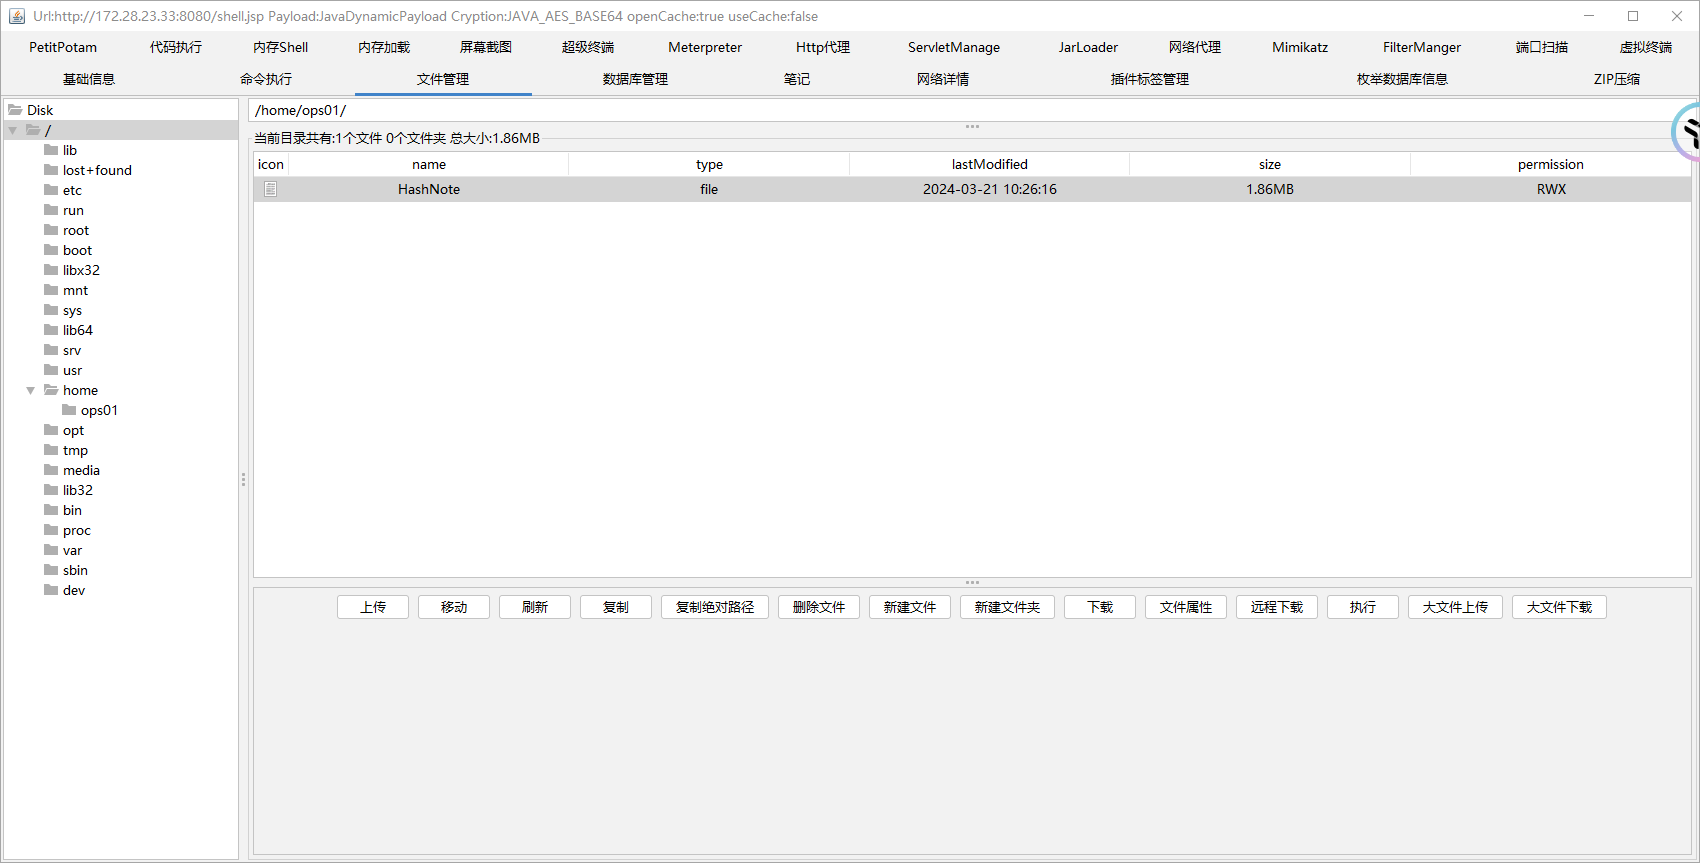 Url:http://172.28.23.33:8080/shell.jsp Payload:JavaDynamicPayload Cryption:JAVA_AES_BASE64 openCache:true useCache:false
PetitPotam 代码执行 内存Shell 内存加载 屏幕截图 超级终端 Meterpreter Http代理 ServletManage JarLoader 网络代理 Mimikatz FilterManger 端口扫描 虚拟终端
基础信息 命令执行 文件管理 数据库管理 笔记 网络详情 插件标签管理 枚举数据库信息 ZIP压缩
Disk
/
lib
lost+found
etc
run
root
boot
libx32
mnt
sys
lib64
srv
usr
home
ops01
opt
tmp
media
lib32
bin
proc
var
sbin
dev
/home/ops01/
当前目录共有:1个文件 0个文件夹 总大小:1.86MB
icon name type lastModified size permission
HashNote file 2024-03-21 10:26:16 1.86MB RWX
上传 移动 刷新 复制 复制绝对路径 删除文件 新建文件 新建文件夹 下载 文件属性 远程下载 执行 大文件上传 大文件下载